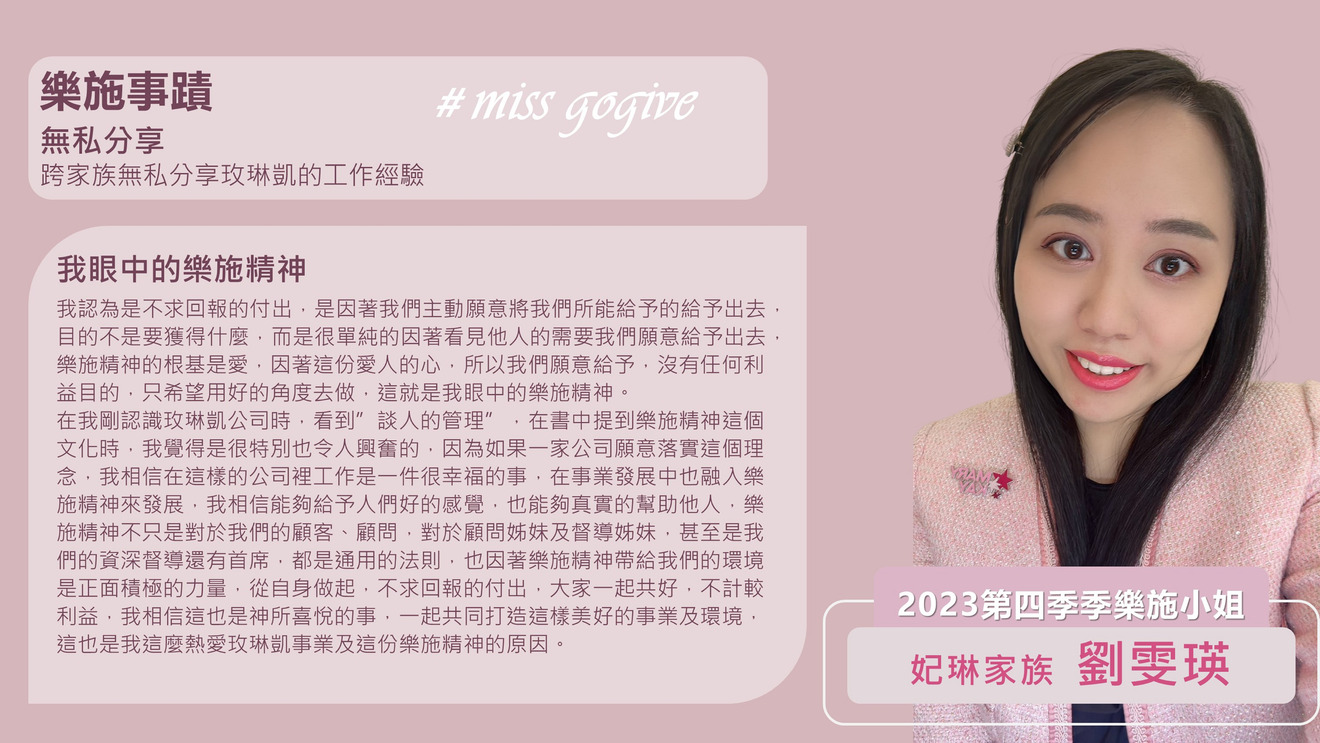 樂施事蹟
# miss gogive
無私分享
跨家族無私分享玫琳凱的工作經驗
我眼中的樂施精神
我認為是不求回報的付出，是因著我們主動願意將我們所能給予的給予出去，
目的不是要獲得什麼，而是很單純的因著看見他人的需要我們願意給予出去，
樂施精神的根基是愛，因著這份愛人的心，所以我們願意給予，沒有任何利
益目的，只希望用好的角度去做，這就是我眼中的樂施精神。
在我剛認識玫琳凱公司時，看到”談人的管理”，在書中提到樂施精神這個
文化時，我覺得是很特別也令人興奮的，因為如果一家公司願意落實這個理
念，我相信在這樣的公司裡工作是一件很幸福的事，在事業發展中也融入樂
施精神來發展，我相信能夠給予人們好的感覺，也能夠真實的幫助他人，樂
施精神不只是對於我們的顧客、顧問，對於顧問姊妹及督導姊妹，甚至是我
們的資深督導還有首席，都是通用的法則，也因著樂施精神帶給我們的環境
是正面積極的力量，從自身做起，不求回報的付出，大家一起共好，不計較
利益，我相信這也是神所喜悅的事，一起共同打造這樣美好的事業及環境，
這也是我這麼熱愛玫琳凱事業及這份樂施精神的原因。
2023第四季季樂施小姐
妃琳家族 劉雯瑛